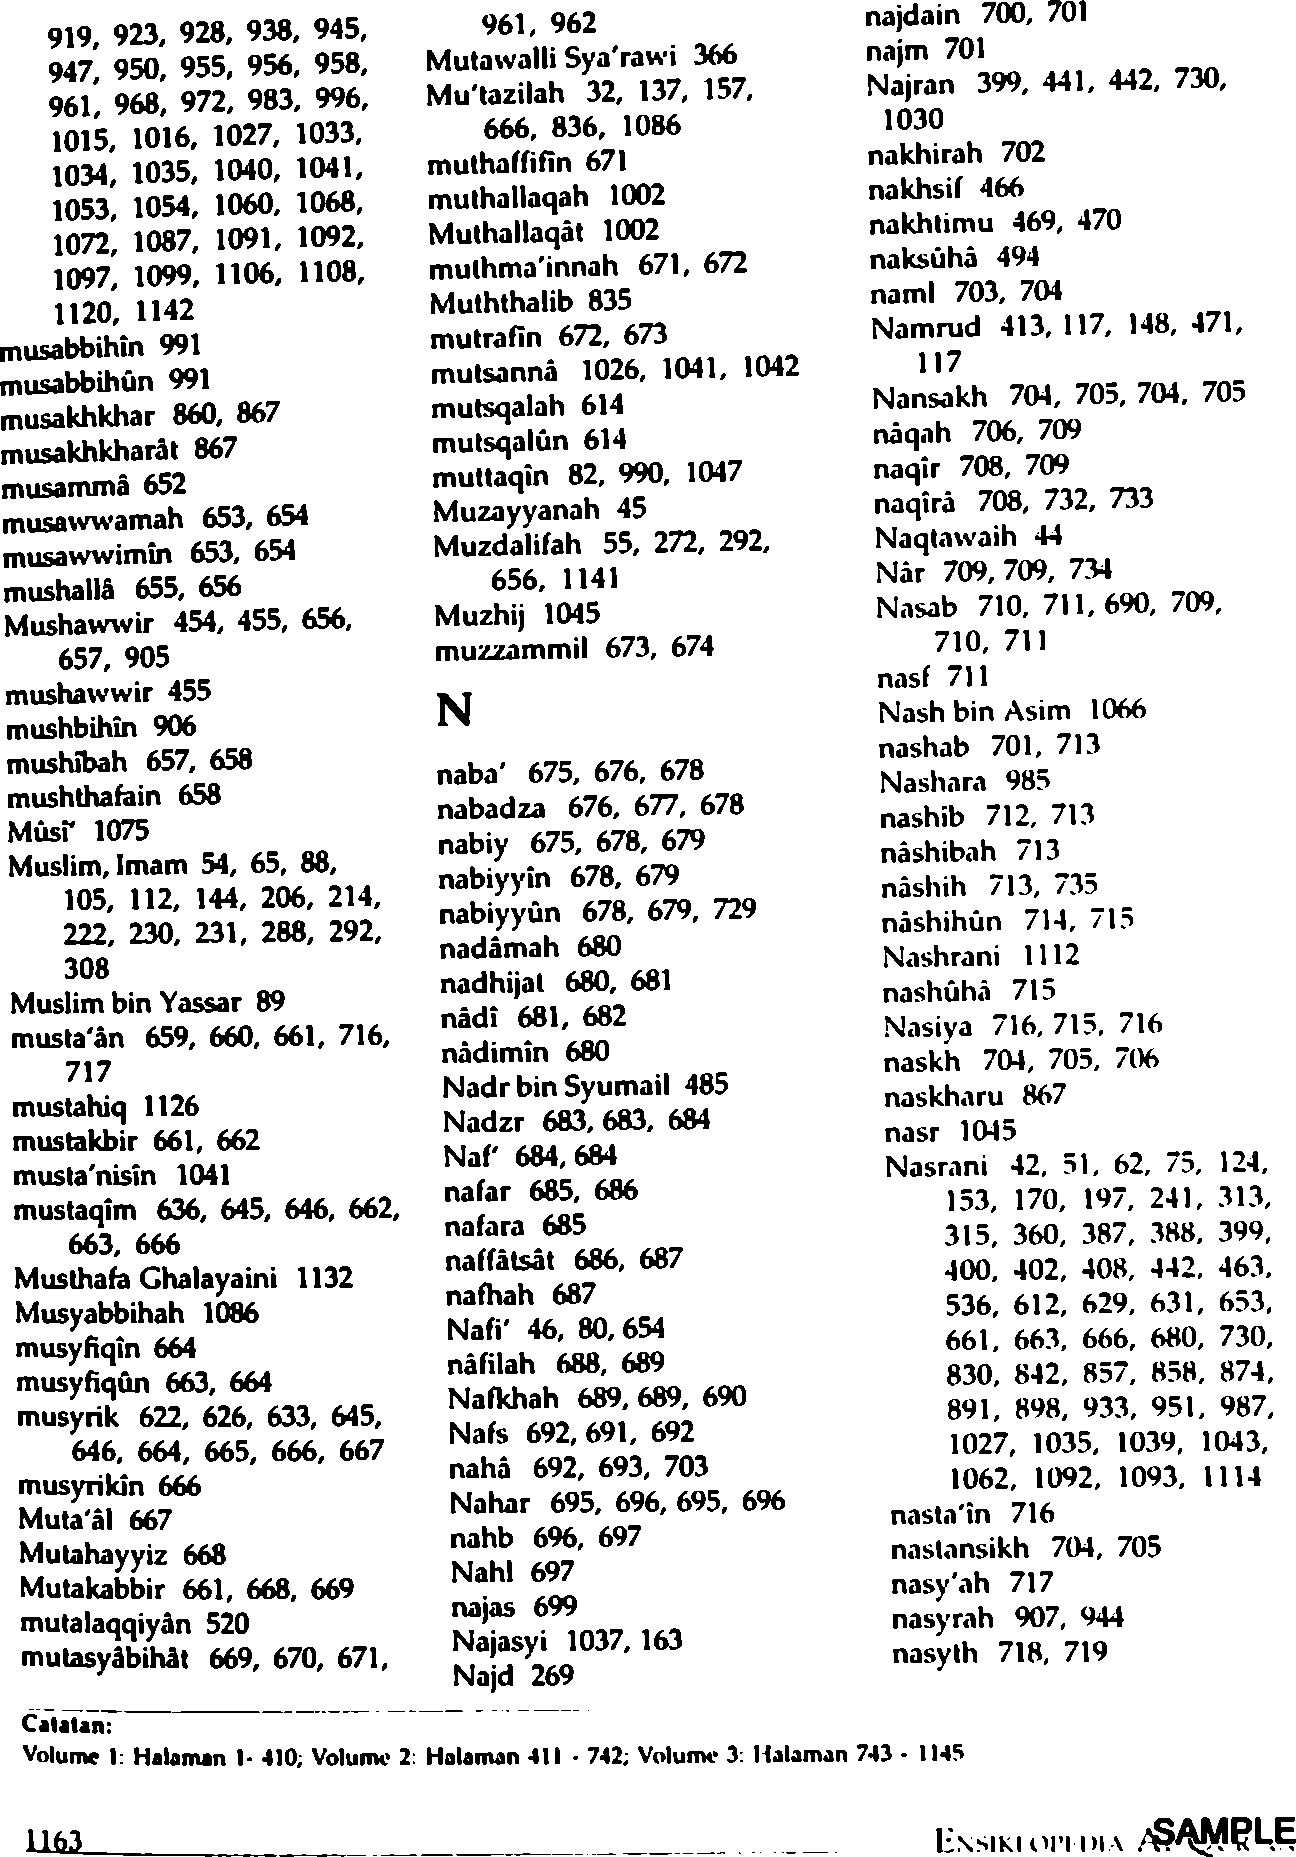 919, 923, 928, 938, 945,
947, 950, 955, 956, 958,
961, 968, 972, 983, 996,
1015, 1016, 1027, 1033,
1034, 1035, 1040, 1041,
1053, 1054, 1060, 1068,
1072, 1087, 1091, 1092,
1097, 1099, 1106, 1108,
1120, 1142
musabbihîn 991
musabbihûn 991
musakhkhar 860, 867
musakhkharât 867
musammâ 652
musawwamah 653, 654
musawwimîn 653, 654
mushallâ 655, 656
Mushawwir 454, 455, 656,
657, 905
mushawwir 455
mushbihîn 906
mushîbah 657, 658
mushthafain 658
Mûsî' 1075
Muslim, Imam 54, 65, 88,
105, 112, 144, 206, 214,
222, 230, 231, 288, 292,
308
Muslim bin Yassar 89
musta'ân 659, 660, 661, 716,
717
mustahiq 1126
mustakbir 661, 662
musta'nisîn 1041
mustaqîm 636, 645, 646, 662,
663, 666
Musthafa Ghalayaini 1132
Musyabbihah 1086
musyfiqîn 664
musyfiqûn 663, 664
musyrik 622, 626, 633, 645,
646, 664, 665, 666, 667
musyrikîn 666
Muta'âl 667
Mutahayyiz 668
Mutakabbir 661, 668, 669
mutalaqqiyân 520
mutasyâbihât 669, 670, 671,
961, 962
Mutawalli Sya'rawi 366
Mu'tazilah 32, 137, 157,
666, 836, 1086
muthaffifîn 671
muthallaqah 1002
Muthallaqât 1002
muthma'innah 671, 672
Muththalib 835
mutrafîn 672, 673
mutsannâ 1026, 1041, 1042
mutsqalah 614
mutsqalûn 614
muttaqîn 82, 990, 1047
Muzayyanah 45
Muzdalifah 55, 272, 292,
656, 1141
Muzhij 1045
muzzammil 673, 674
N
naba' 675, 676, 678
nabadza 676, 677, 678
nabiy 675, 678, 679
nabiyyîn 678, 679
nabiyyûn 678, 679, 729
nadâmah 680
nadhijat 680, 681
nâdî 681, 682
nâdimîn 680
Nadr bin Syumail 485
Nadzr 683, 683, 684
Naf' 684, 684
nafar 685, 686
nafara 685
naffâtsât 686, 687
nafhah 687
Nafi' 46, 80, 654
nâfilah 688, 689
Nafkhah 689, 689, 690
Nafs 692, 691, 692
nahâ 692, 693, 703
Nahar 695, 696, 695, 696
nahb 696, 697
Nahl 697
najas 699
Najasyi 1037, 163
Najd 269
najdain 700, 701
najm 701
Najran 399, 441, 442, 730,
1030
nakhirah 702
nakhsif 466
nakhtimu 469, 470
naksûhâ 494
naml 703, 704
Namrud 413, 117, 148, 471,
117
Nansakh 704, 705, 704, 705
nâqah 706, 709
naqîr 708, 709
naqîrâ 708, 732, 733
Naqtawaih 44
Nâr 709, 709, 734
Nasab 710, 711, 690, 709,
710, 711
nasf 711
Nash bin Asim 1066
nashab 701, 713
Nashara 985
nashib 712, 713
nâshibah 713
nâshih 713, 735
nâshihûn 714, 715
Nashrani 1112
nashûhâ 715
Nasiya 716, 715, 716
naskh 704, 705, 706
naskharu 867
nasr 1045
Nasrani 42, 51, 62, 75, 124,
153, 170, 197, 241, 313,
315, 360, 387, 388, 399,
400, 402, 408, 442, 463,
536, 612, 629, 631, 653,
661, 663, 666, 680, 730,
830, 842, 857, 858, 874,
891, 898, 933, 951, 987,
1027, 1035, 1039, 1043,
1062, 1092, 1093, 1114
nasta'în 716
nastansikh 704, 705
nasy'ah 717
nasyrah 907, 944
nasyth 718, 719
Catatan:
Volume 1: Halaman 1- 410; Volume 2: Halaman 411 - 742; Volume 3: Halaman 743 - 1145
1163
ENSIKLOPEDIA
SAMPLE